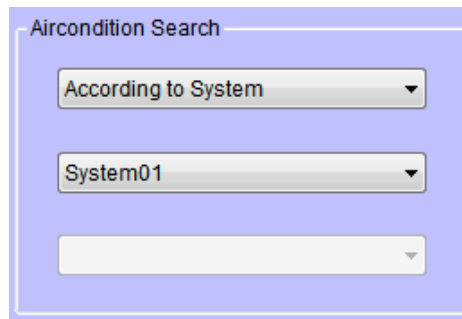 Aircondition Search
According to System
System01